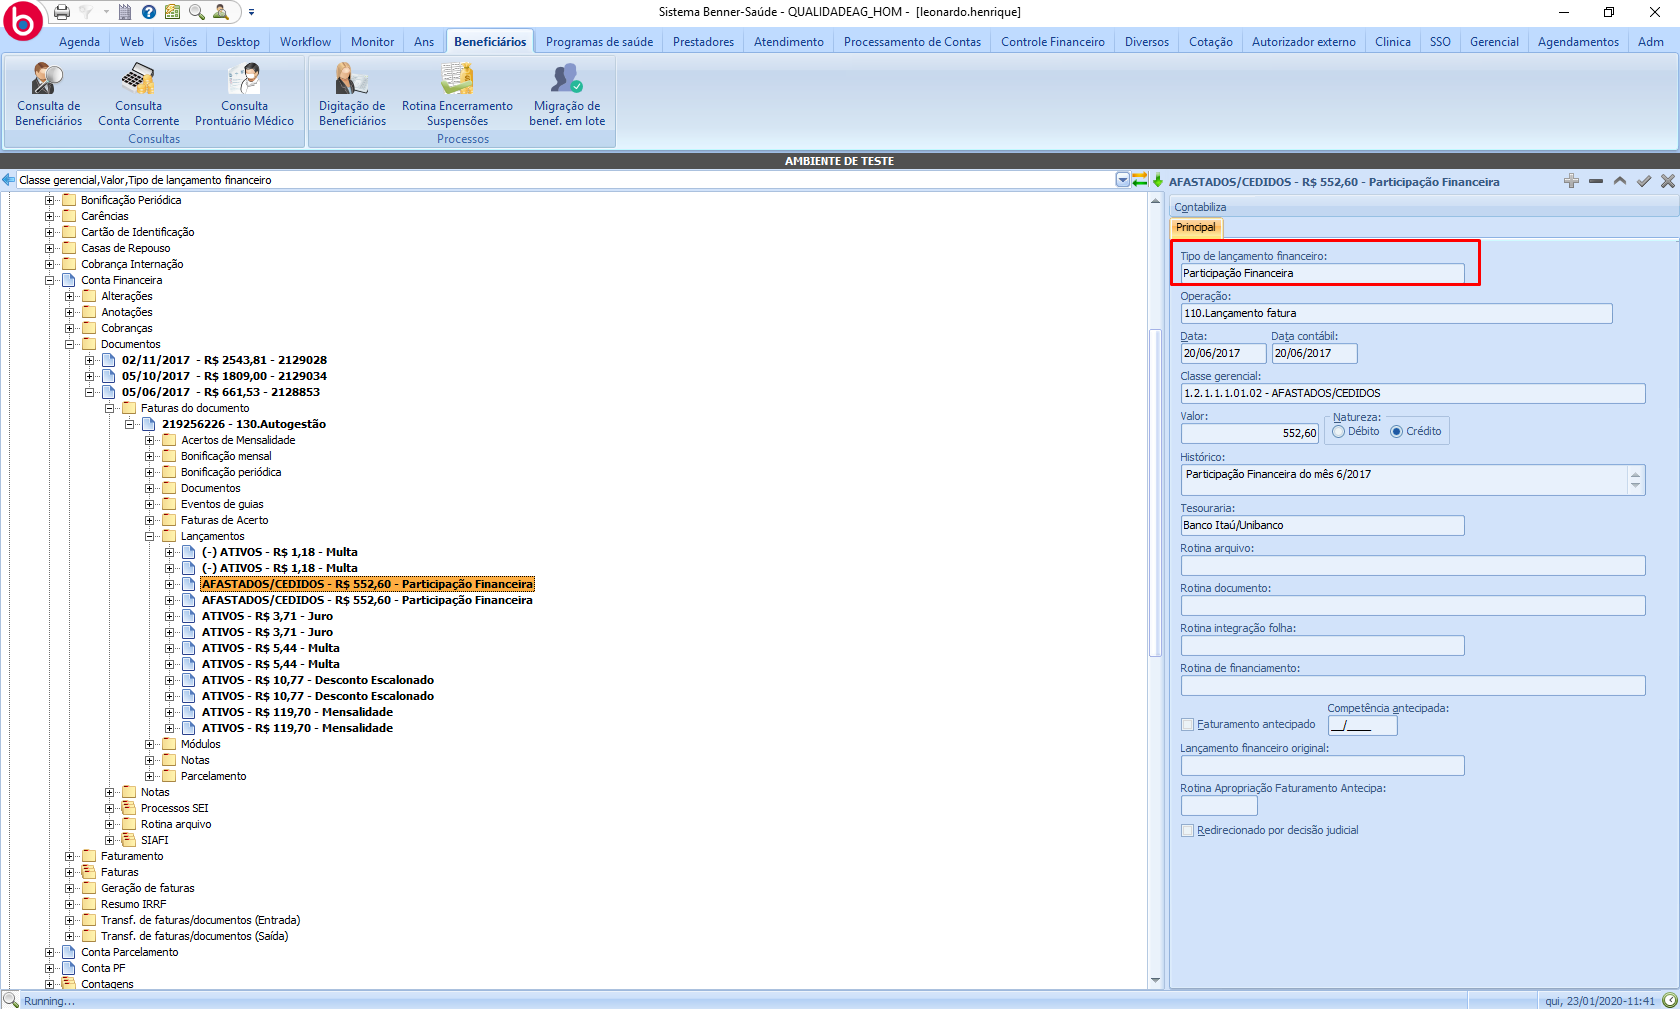 Sistema Benner-Saúde - QUALIDADEAG_HOM - [leonardo.henrique]
Agenda Web Visões Desktop Workflow Monitor Ans Beneficiários Programas de saúde Prestadores Atendimento Processamento de Contas Controle Financeiro Diversos Cotação Autorizador externo Clinica SSO Gerencial Agendamentos Adm
Consulta de Beneficiários
Consulta Conta Corrente
Consulta Prontuário Médico
Consultas
Digitação de Beneficiários
Rotina Encerramento Suspensões
Migração de benef. em lote
Processos
AMBIENTE DE TESTE
Classe gerencial,Valor,Tipo de lançamento financeiro
Bonificação Periódica
Carências
Cartão de Identificação
Casas de Repouso
Cobrança Internação
Conta Financeira
Alterações
Anotações
Cobranças
Documentos
02/11/2017 - R$ 2543,81 - 2129028
05/10/2017 - R$ 1809,00 - 2129034
05/06/2017 - R$ 661,53 - 2128853
Faturas do documento
219256226 - 130.Autogestão
Acertos de Mensalidade
Bonificação mensal
Bonificação periódica
Documentos
Eventos de guias
Faturas de Acerto
Lançamentos
(-) ATIVOS - R$ 1,18 - Multa
(-) ATIVOS - R$ 1,18 - Multa
AFASTADOS/CEDIDOS - R$ 552,60 - Participação Financeira
AFASTADOS/CEDIDOS - R$ 552,60 - Participação Financeira
ATIVOS - R$ 3,71 - Juro
ATIVOS - R$ 3,71 - Juro
ATIVOS - R$ 5,44 - Multa
ATIVOS - R$ 5,44 - Multa
ATIVOS - R$ 10,77 - Desconto Escalonado
ATIVOS - R$ 10,77 - Desconto Escalonado
ATIVOS - R$ 119,70 - Mensalidade
ATIVOS - R$ 119,70 - Mensalidade
Módulos
Notas
Parcelamento
Notas
Processos SEI
Rotina arquivo
SIAFI
Faturamento
Faturas
Geração de faturas
Resumo IRRF
Transf. de faturas/documentos (Entrada)
Transf. de faturas/documentos (Saída)
Conta Parcelamento
Conta PF
Contagens
AFASTADOS/CEDIDOS - R$ 552,60 - Participação Financeira
Contabiliza
Principal
Tipo de lançamento financeiro:
Participação Financeira
Operação:
110.Lançamento fatura
Data: Data contábil:
20/06/2017 20/06/2017
Classe gerencial:
1.2.1.1.1.01.02 - AFASTADOS/CEDIDOS
Valor: Natureza:
552,60 Débito Crédito
Histórico:
Participação Financeira do mês 6/2017
Tesouraria:
Banco Itaú/Unibanco
Rotina arquivo:
Rotina documento:
Rotina integração folha:
Rotina de financiamento:
Competência antecipada:
Faturamento antecipado __/____
Lançamento financeiro original:
Rotina Apropriação Faturamento Antecipa:
Redirecionado por decisão judicial
Running...
qui, 23/01/2020-11:41